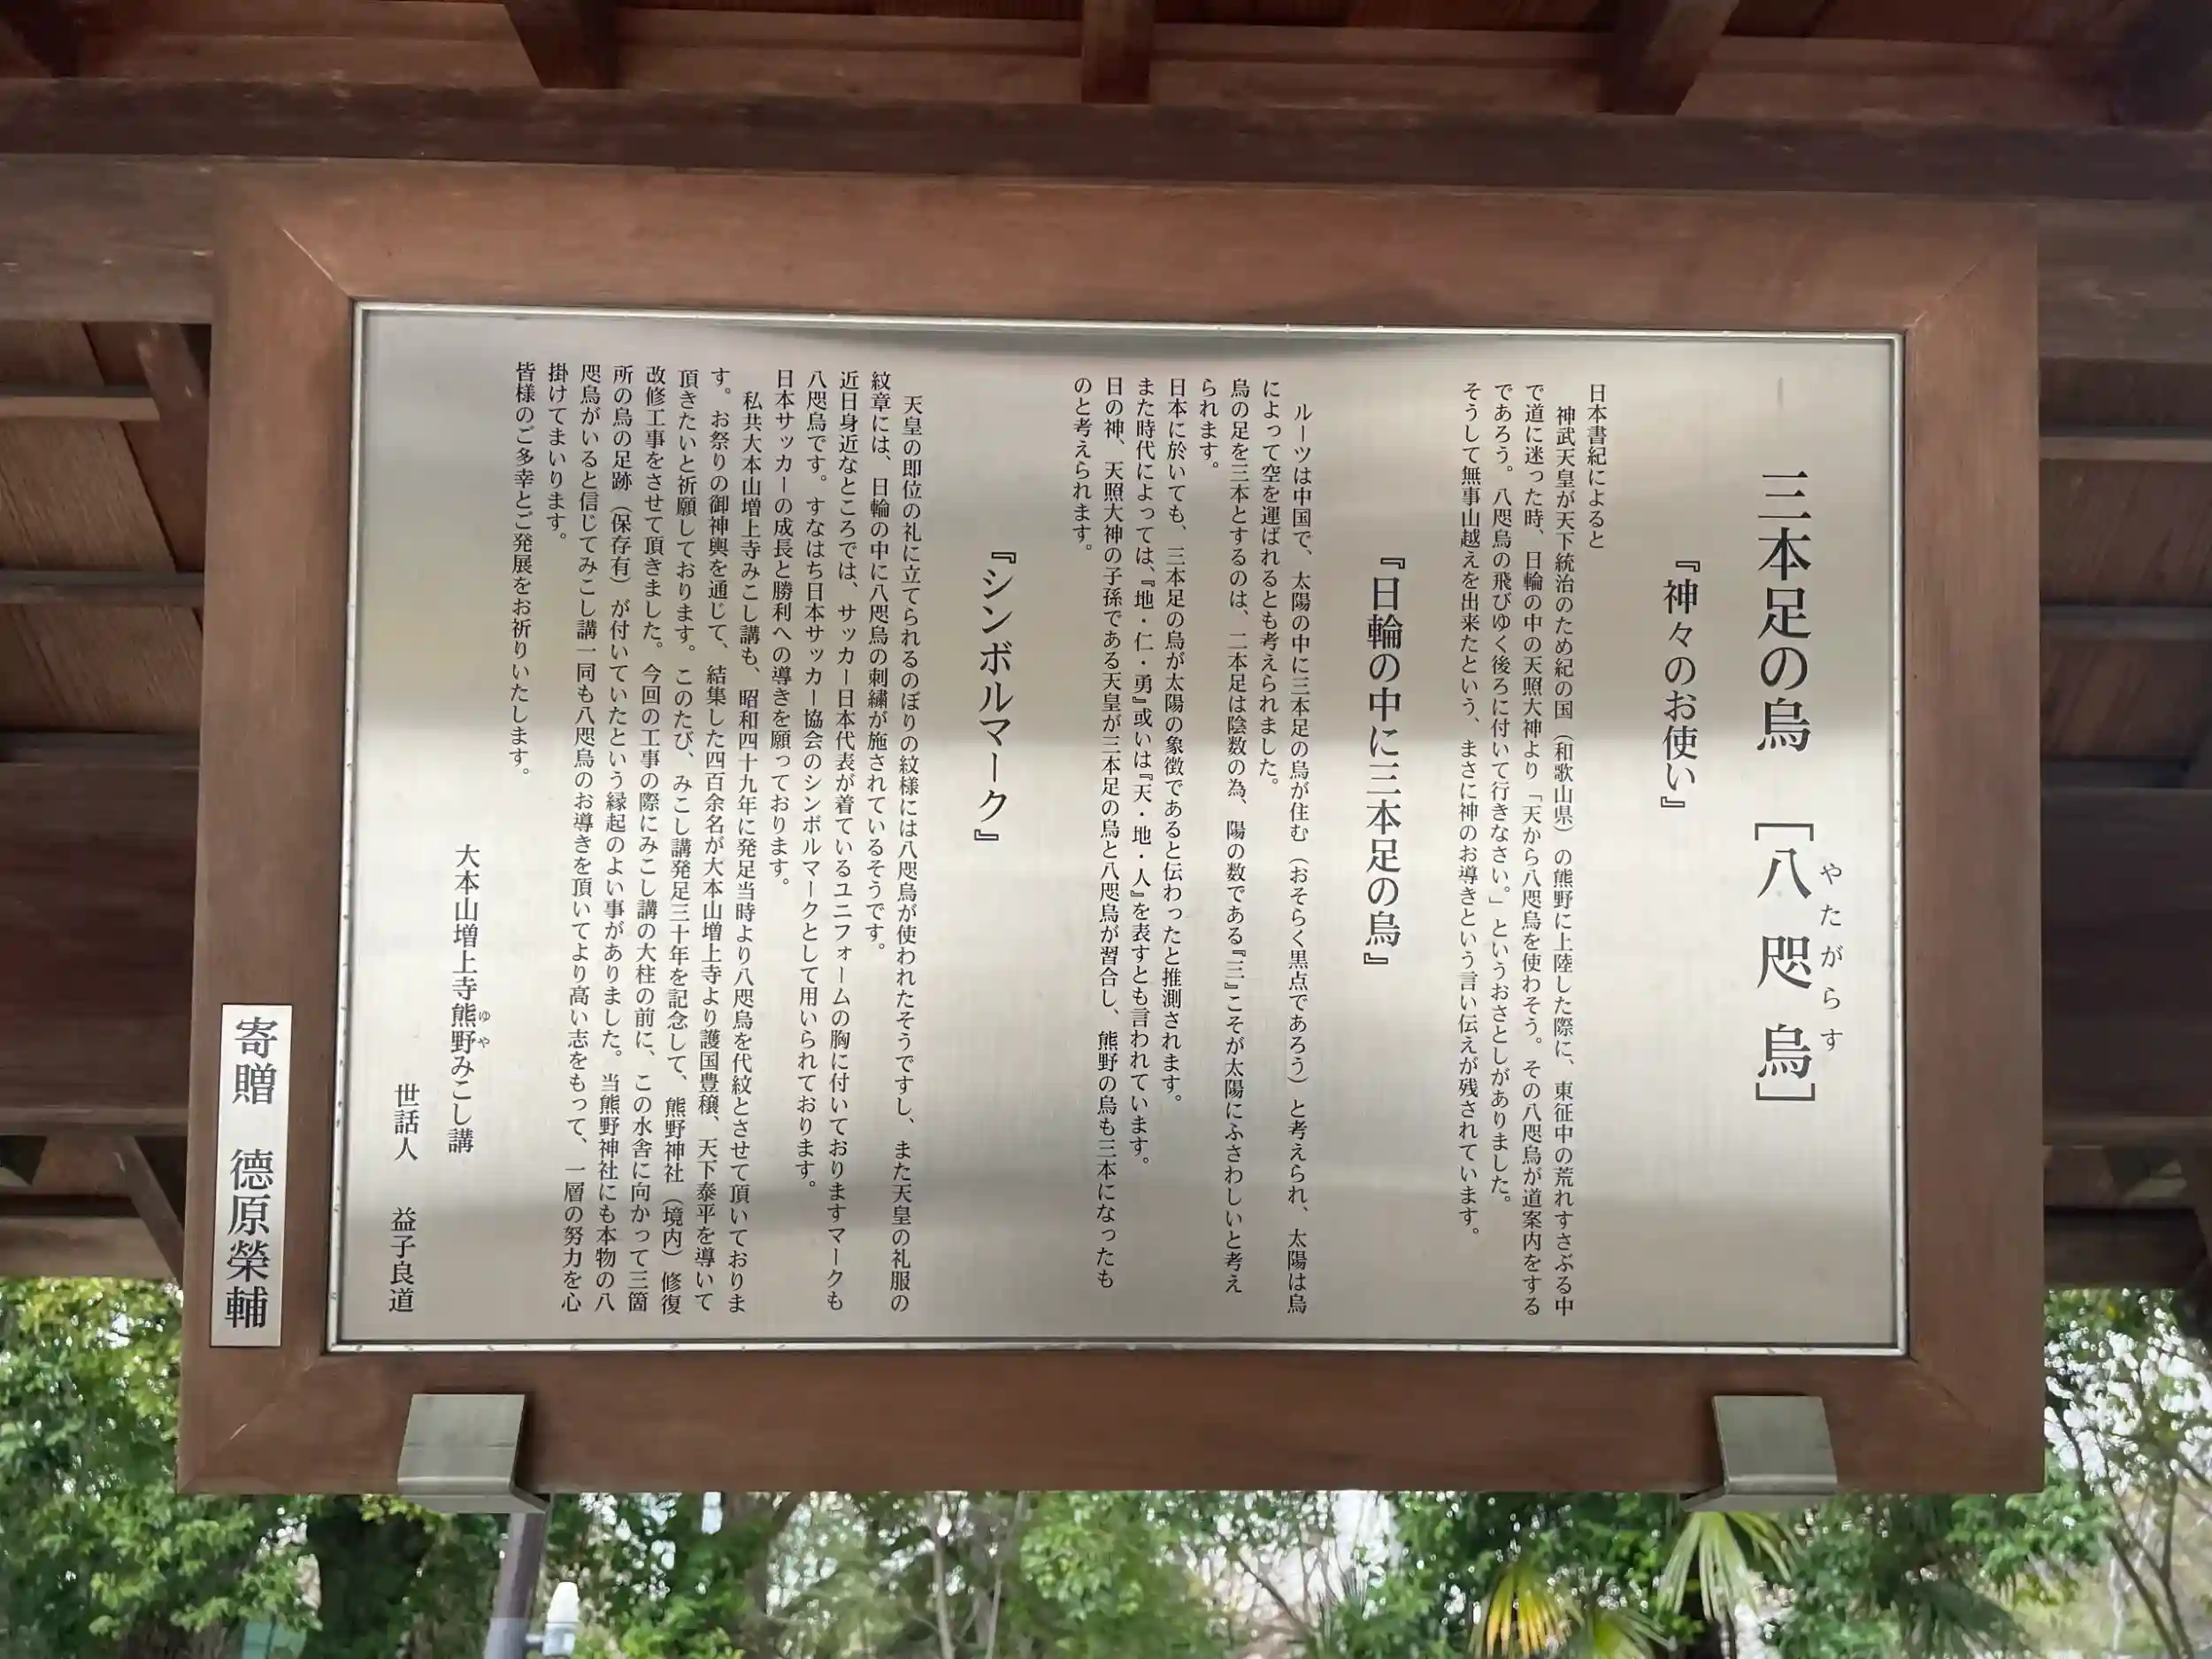 三本足の烏 [八咫烏]
やたがらす
『神々のお使い』
日本書紀によると
神武天皇が天下統治のため紀の国（和歌山県）の熊野に上陸した際に、東征中の荒れすさぶる中
で道に迷った時、日輪の中の天照大神より「天から八咫烏を使わそう。その八咫烏が道案内をする
であろう。八咫烏の飛びゆく後ろに付いて行きなさい。」というおさとしがありました。
そうして無事山越えを出来たという、まさに神のお導きという言い伝えが残されています。
『日輪の中に三本足の烏』
ルーツは中国で、太陽の中に三本足の烏が住む（おそらく黒点であろう）と考えられ、太陽は烏
によって空を運ばれるとも考えられました。
烏の足を三本とするのは、二本足は陰数の為、陽の数である『三』こそが太陽にふさわしいと考え
られます。
日本に於いても、三本足の烏が太陽の象徴であると伝わったと推測されます。
また時代によっては、『地・仁・勇』或いは『天・地・人』を表すとも言われています。
日の神、天照大神の子孫である天皇が三本足の烏と八咫烏が習合し、熊野の烏も三本になったも
のと考えられます。
『シンボルマーク』
天皇の即位の礼に立てられるのぼりの紋様には八咫烏が使われたそうですし、また天皇の礼服の
紋章には、日輪の中に八咫烏の刺繍が施されているそうです。
近日身近なところでは、サッカー日本代表が着ているユニフォームの胸に付いておりますマークも
八咫烏です。すなはち日本サッカー協会のシンボルマークとして用いられております。
日本サッカーの成長と勝利への導きを願っております。
私共大本山増上寺みこし講も、昭和四十九年に発足当時より八咫烏を代紋とさせて頂いておりま
す。お祭りの御神輿を通じて、結集した四百余名が大本山増上寺より護国豊穣、天下泰平を導いて
頂きたいと祈願しております。このたび、みこし講発足三十年を記念して、熊野神社（境内）修復
改修工事をさせて頂きました。今回の工事の際にみこし講の大柱の前に、この水舎に向かって三箇
所の烏の足跡（保存有）が付いていたという縁起のよい事がありました。当熊野神社にも本物の八
咫烏がいると信じてみこし講一同も八咫烏のお導きを頂いてより高い志をもって、一層の努力を心
掛けてまいります。
皆様のご多幸とご発展をお祈りいたします。
大本山増上寺熊野みこし講
ゆや
世話人 益子良道
寄贈 德原榮輔